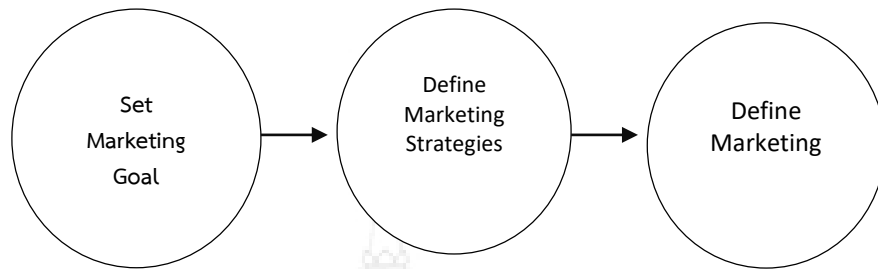 Set
Marketing
Goal
Define
Marketing
Strategies
Define
Marketing